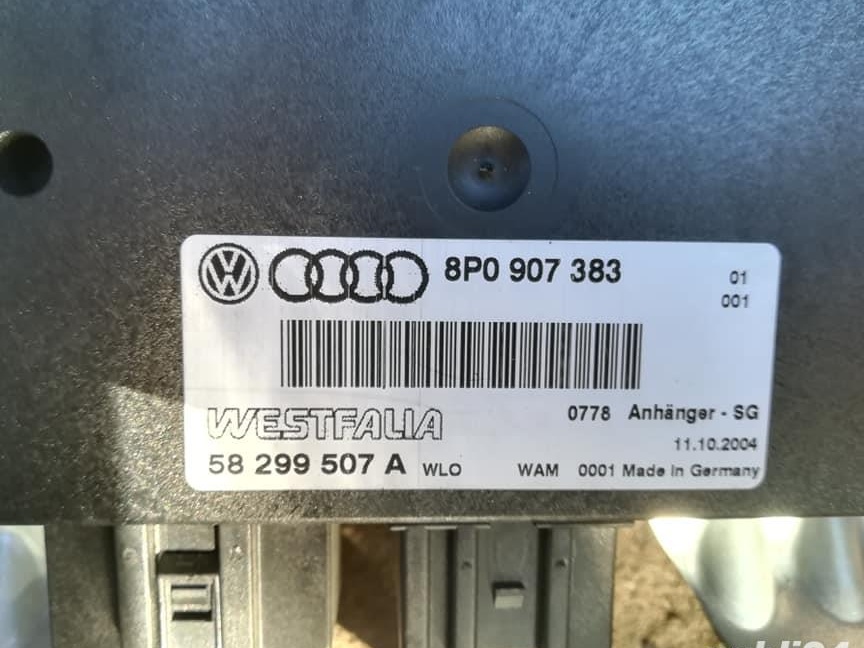 8P0 907 383
01
001
WESTFALIA
0778 Anhänger - SG
11.10.2004
58 299 507 A WLO WAM 0001 Made in Germany